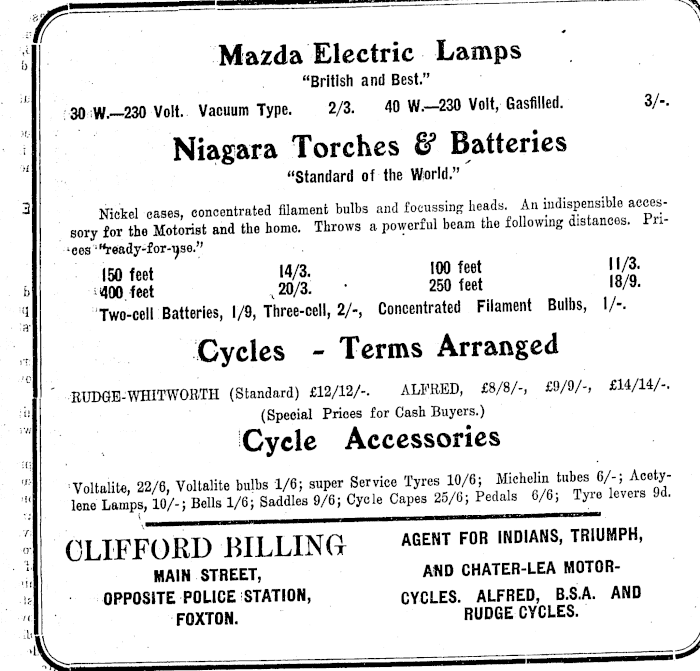 Mazda Electric Lamps
"British and Best."
30 W.—230 Volt. Vacuum Type. 2/3. 40 W.—230 Volt, Gasfilled. 3/-.
Niagara Torches & Batteries
"Standard of the World."
Nickel cases, concentrated filament bulbs and focussing heads. An indispensible acces-
sory for the Motorist and the home. Throws a powerful beam the following distances. Pri-
ces "ready-for-use."
150 feet 14/3. 100 feet 11/3.
400 feet 20/3. 250 feet 18/9.
Two-cell Batteries, 1/9, Three-cell, 2/-, Concentrated Filament Bulbs, 1/-.
Cycles - Terms Arranged
RUDGE-WHITWORTH (Standard) £12/12/-. ALFRED, £8/8/-, £9/9/-, £14/14/-.
(Special Prices for Cash Buyers.)
Cycle Accessories
Voltalite, 22/6, Voltalite bulbs 1/6; super Service Tyres 10/6; Michelin tubes 6/-; Acety-
lene Lamps, 10/-; Bells 1/6; Saddles 9/6; Cycle Capes 25/6; Pedals 6/6; Tyre levers 9d.
CLIFFORD BILLING
MAIN STREET,
OPPOSITE POLICE STATION,
FOXTON.
AGENT FOR INDIANS, TRIUMPH,
AND CHATER-LEA MOTOR-
CYCLES. ALFRED, B.S.A. AND
RUDGE CYCLES.